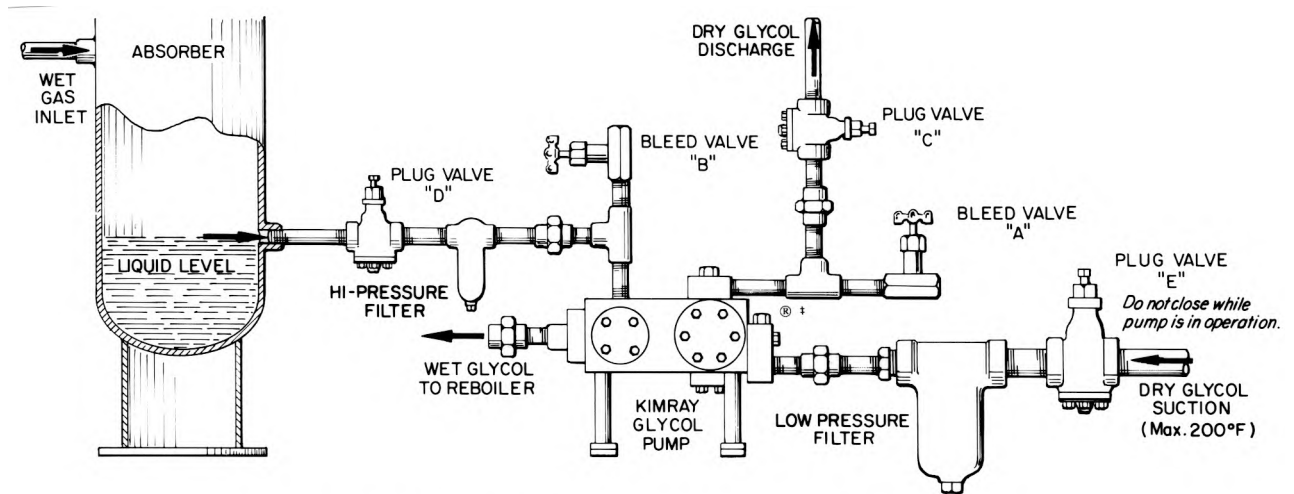 ABSORBER
WET
GAS
INLET
LIQUID LEVEL
PLUG VALVE
"D"
HI-PRESSURE
FILTER
BLEED VALVE
"B"
DRY GLYCOL
DISCHARGE
PLUG VALVE
"C"
BLEED VALVE
"A"
PLUG VALVE
"E"
Do not close while
pump is in operation.
® ‡
WET GLYCOL
TO REBOILER
KIMRAY
GLYCOL
PUMP
LOW PRESSURE
FILTER
DRY GLYCOL
SUCTION
(Max. 200°F)